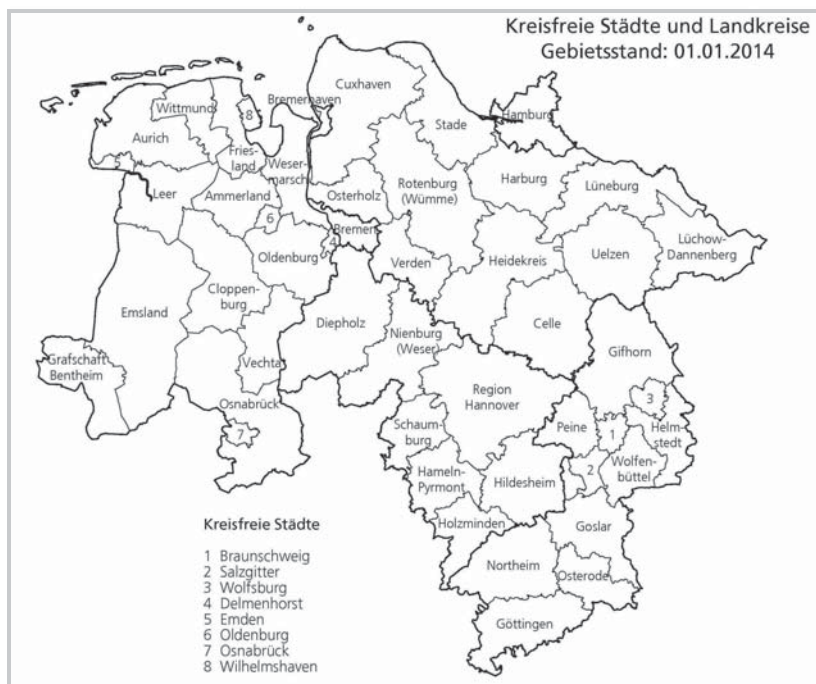 Kreisfreie Städte und Landkreise
Gebietsstand: 01.01.2014
Cuxhaven
Bremerhaven
Hamburg
Wittmund
8
Stade
Aurich
Fries-
land
Weser-
marsch
5
Harburg
Lüneburg
Leer
Ammerland
Osterholz
Rotenburg
(Wümme)
6
Bremen
4
Oldenburg
Verden
Heidekreis
Uelzen
Lüchow-
Dannenberg
Cloppen-
burg
Emsland
Diepholz
Nienburg
(Weser)
Celle
Gifhorn
Grafschaft
Bentheim
Vechta
Region
Hannover
3
Osnabrück
Peine
Helm-
stedt
Schaum-
burg
1
7
Wolfen-
büttel
2
Hameln-
Pyrmont
Hildesheim
Holzminden
Goslar
Northeim
Osterode
Göttingen
Kreisfreie Städte
1 Braunschweig
2 Salzgitter
3 Wolfsburg
4 Delmenhorst
5 Emden
6 Oldenburg
7 Osnabrück
8 Wilhelmshaven